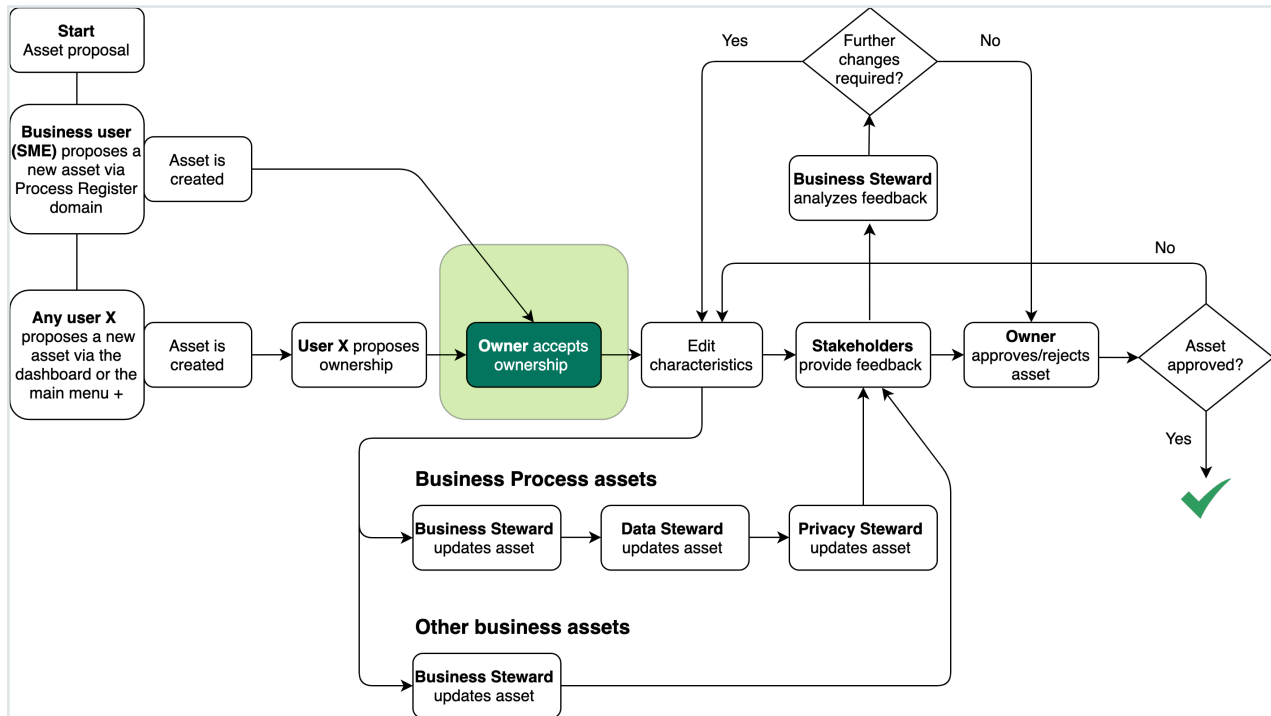 Start
Asset proposal
Business user
(SME) proposes a
new asset via
Process Register
domain
Asset is
created
Any user X
proposes a new
asset via the
dashboard or the
main menu +
Asset is
created
User X proposes
ownership
Owner accepts
ownership
Edit
characteristics
Stakeholders
provide feedback
Business Steward
analyzes feedback
Further
changes
required?
Yes
No
Owner
approves/rejects
asset
Asset
approved?
No
Yes
Business Process assets
Business Steward
updates asset
Data Steward
updates asset
Privacy Steward
updates asset
Other business assets
Business Steward
updates asset